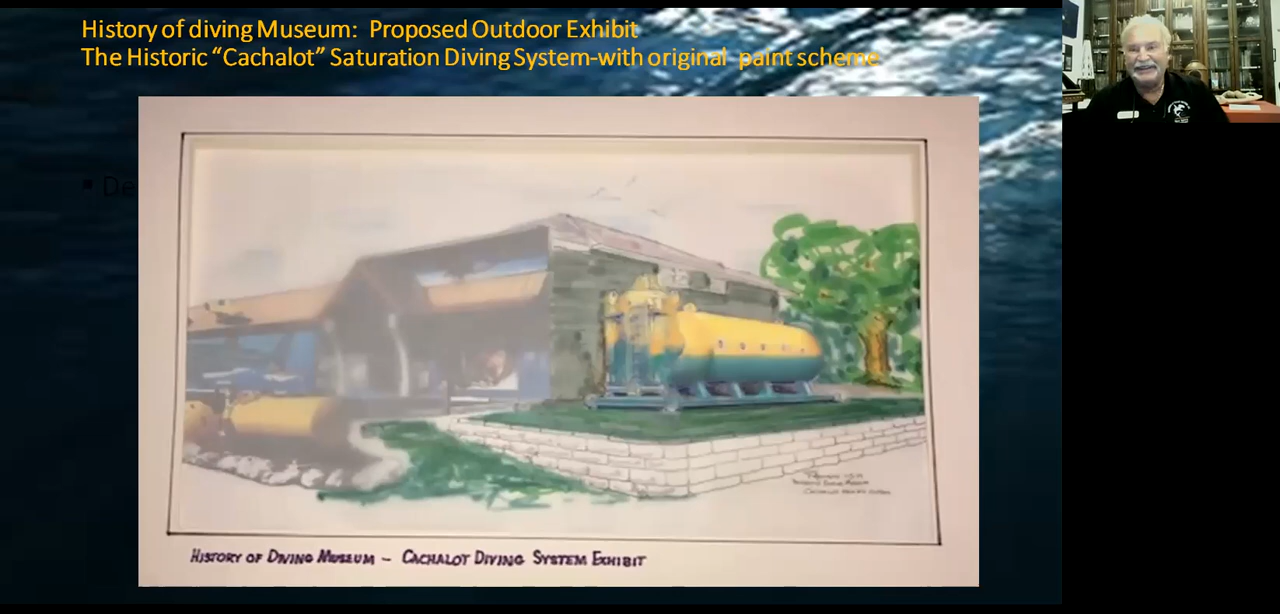 History of diving Museum:  Proposed Outdoor Exhibit
The Historic “Cachalot” Saturation Diving System-with original  paint scheme
▪ De
HISTORY OF DIVING MUSEUM – CACHALOT DIVING SYSTEM EXHIBIT